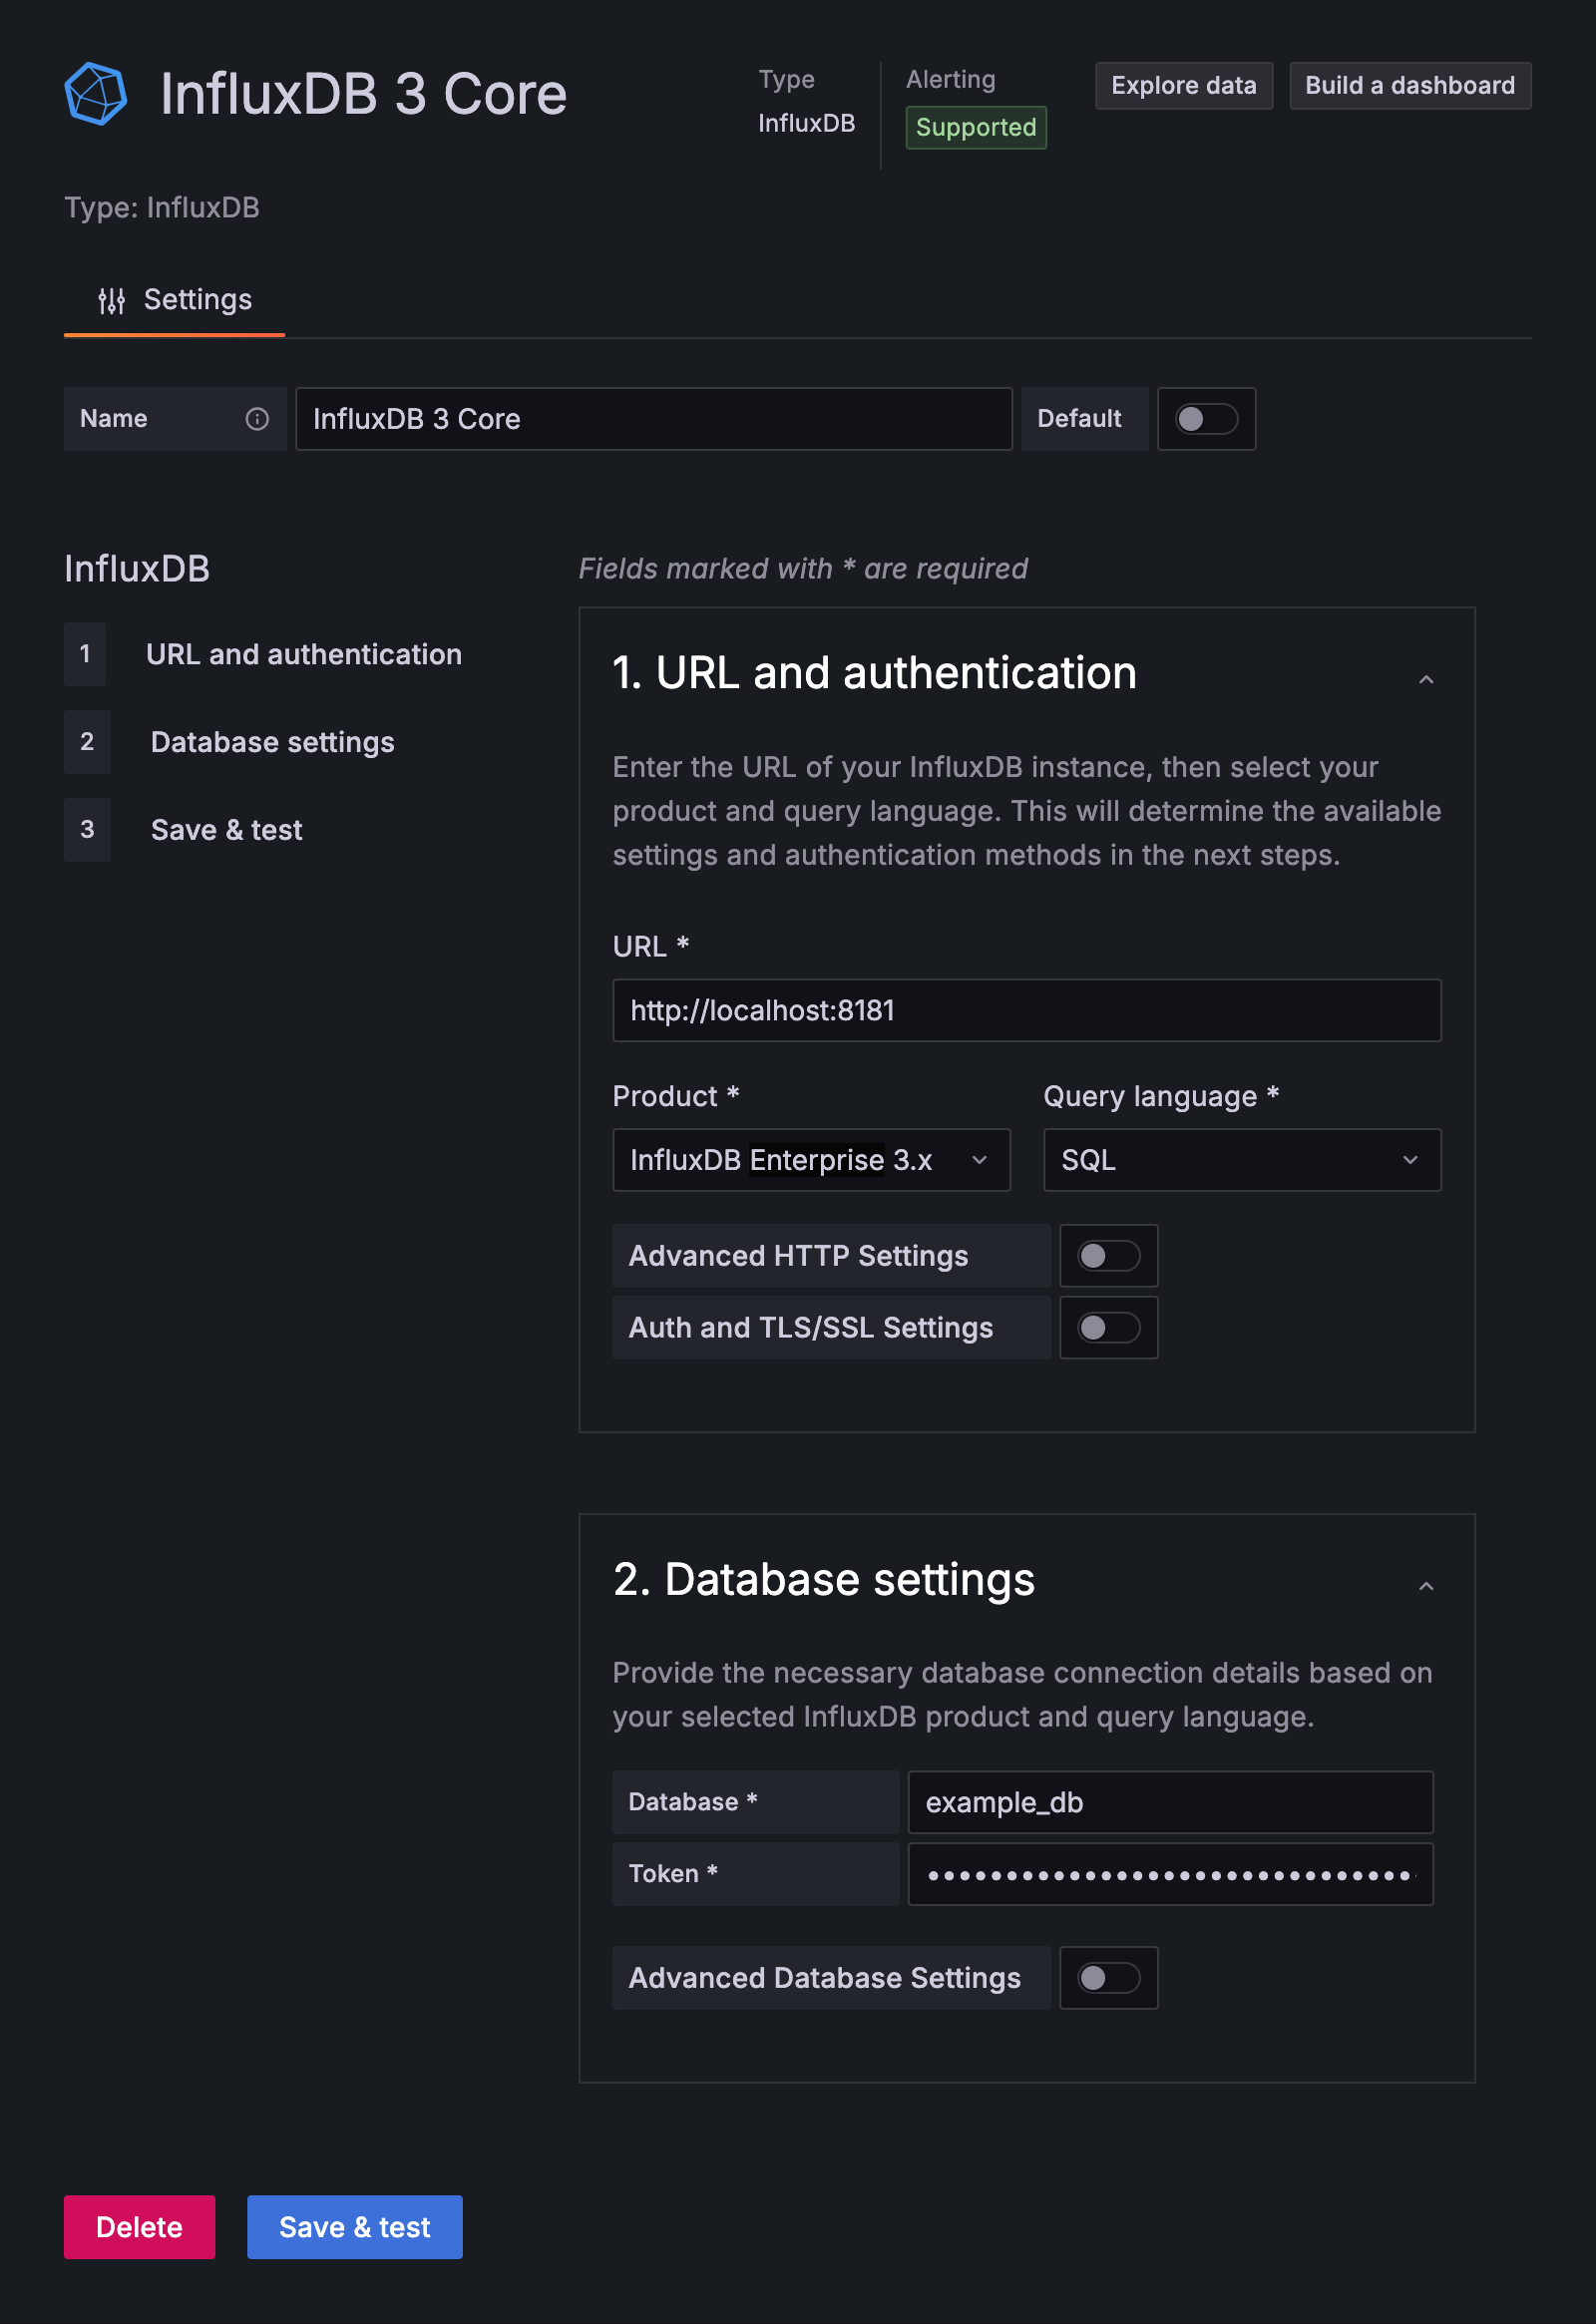 InfluxDB 3 Core
Type
InfluxDB
Alerting
Supported
Explore data
Build a dashboard
Type: InfluxDB
Settings
Name
InfluxDB 3 Core
Default
InfluxDB
1 URL and authentication
2 Database settings
3 Save & test
Fields marked with * are required
1. URL and authentication
Enter the URL of your InfluxDB instance, then select your
product and query language. This will determine the available
settings and authentication methods in the next steps.
URL *
http://localhost:8181
Product *
Query language *
InfluxDB Enterprise 3.x
SQL
Advanced HTTP Settings
Auth and TLS/SSL Settings
2. Database settings
Provide the necessary database connection details based on
your selected InfluxDB product and query language.
Database *
example_db
Token *
Advanced Database Settings
Delete
Save & test